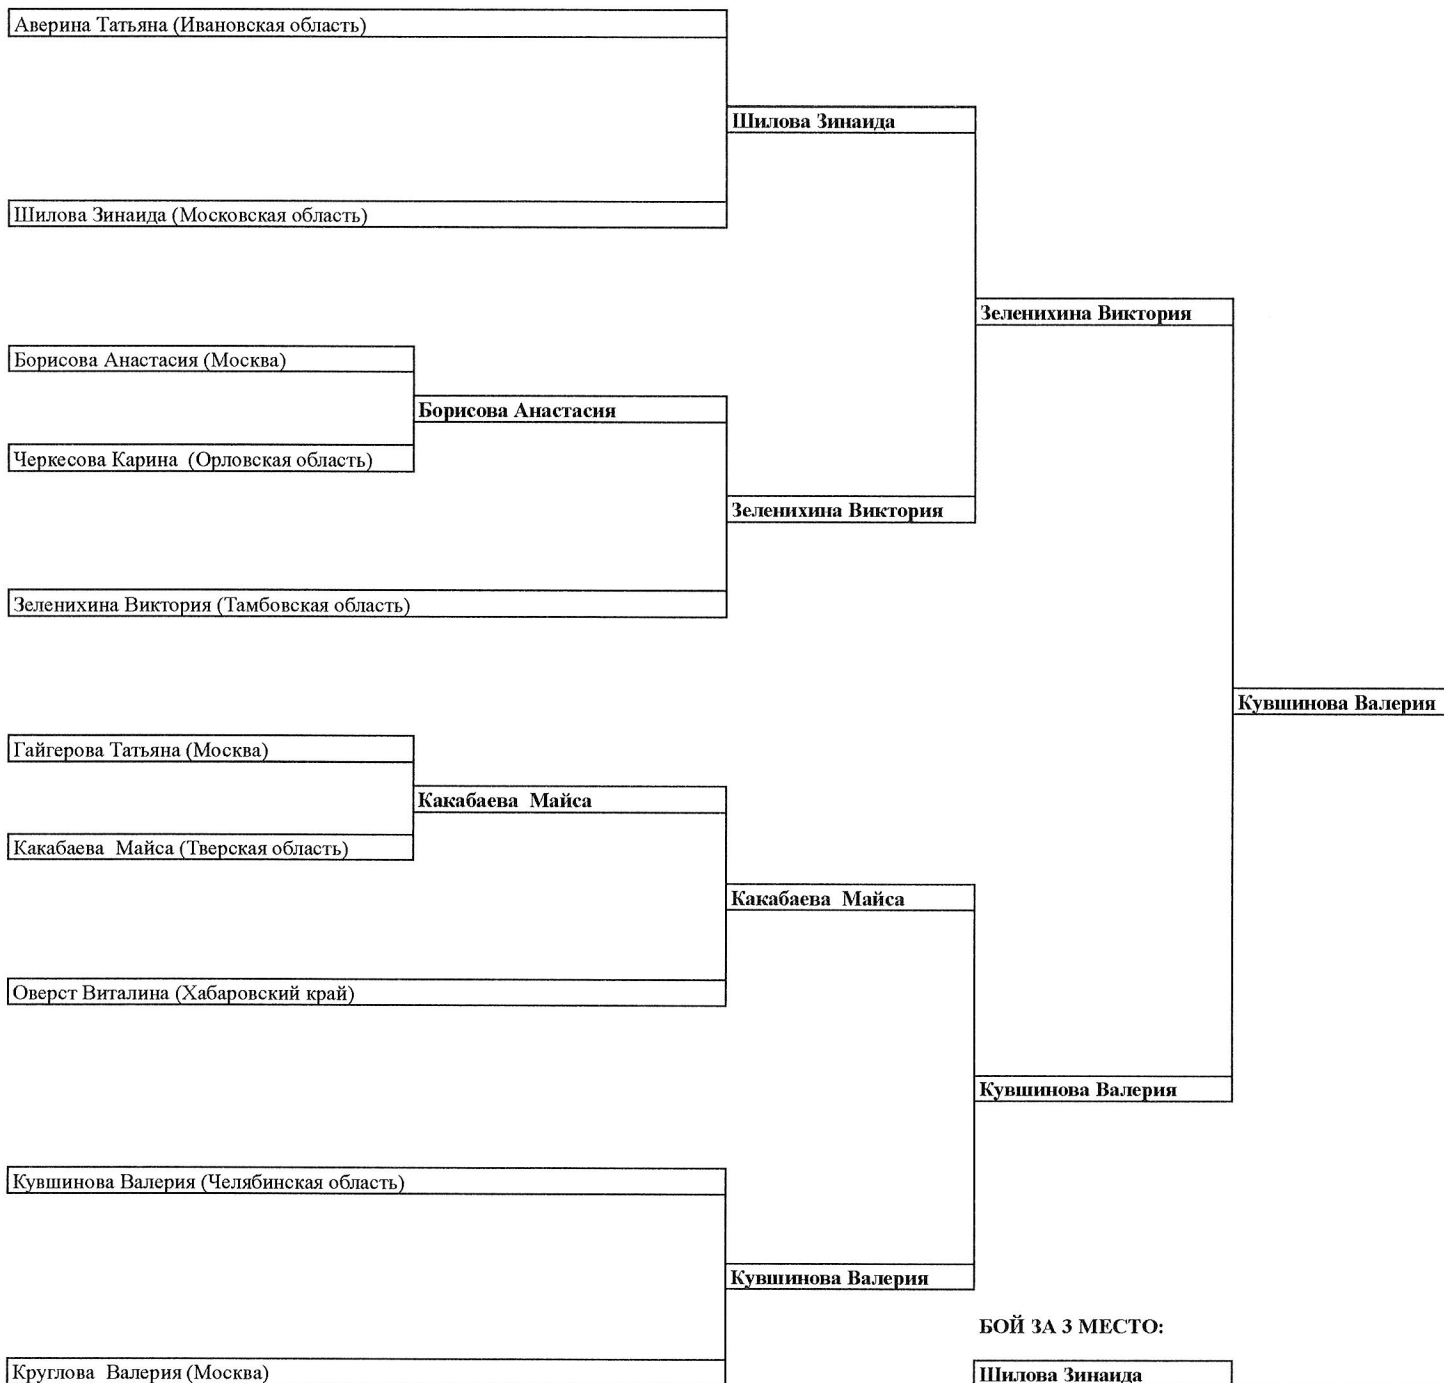 Аверина Татьяна (Ивановская область)
Шилова Зинаида
Шилова Зинаида (Московская область)
Зеленихина Виктория
Борисова Анастасия (Москва)
Борисова Анастасия
Черкесова Карина (Орловская область)
Зеленихина Виктория
Зеленихина Виктория (Тамбовская область)
Кувшинова Валерия
Гайгерова Татьяна (Москва)
Какабаева Майса
Какабаева Майса (Тверская область)
Какабаева Майса
Оверст Виталина (Хабаровский край)
Кувшинова Валерия
Кувшинова Валерия (Челябинская область)
Кувшинова Валерия
БОЙ ЗА 3 МЕСТО:
Круглова Валерия (Москва)
Шилова Зинаида